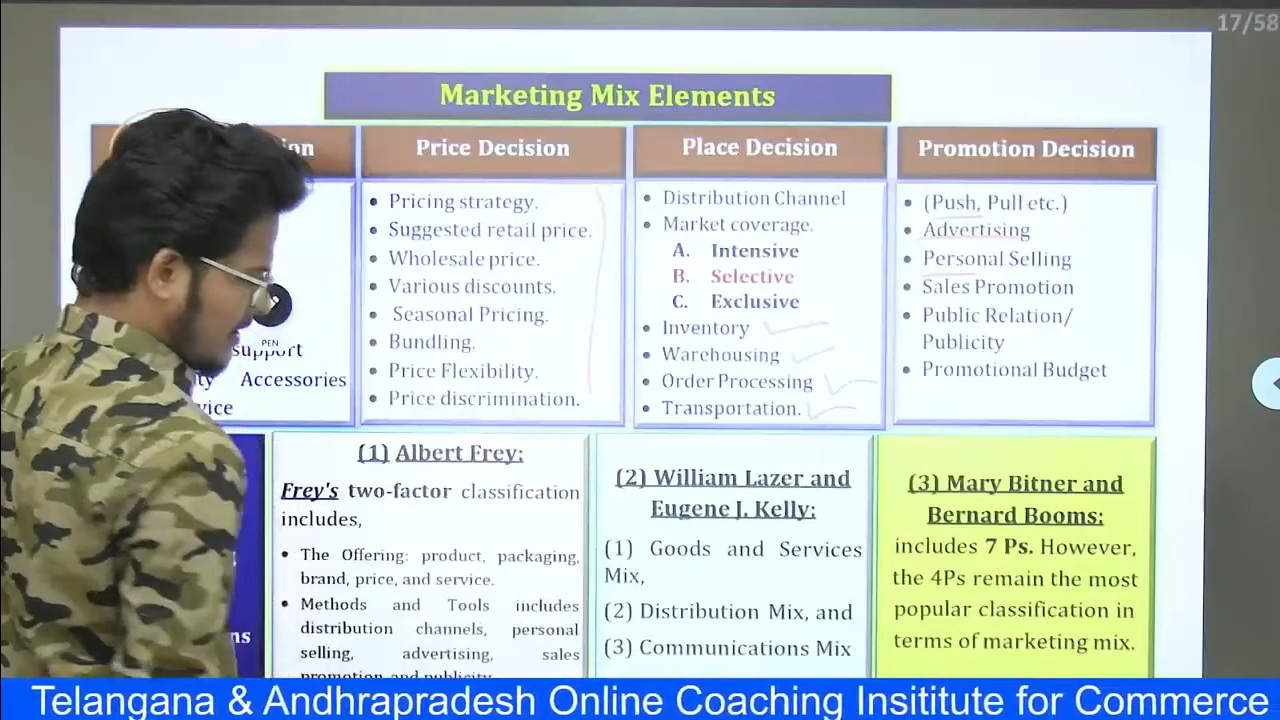 17/58
Marketing Mix Elements
Price Decision
Place Decision
Promotion Decision
• Pricing strategy.
• Suggested retail price.
• Wholesale price.
• Various discounts.
• Seasonal Pricing.
• Bundling.
• Price Flexibility.
• Price discrimination.
• Distribution Channel
• Market coverage.
A. Intensive
B. Selective
C. Exclusive
• Inventory
• Warehousing
• Order Processing
• Transportation.
• (Push, Pull etc.)
• Advertising
• Personal Selling
• Sales Promotion
• Public Relation/
Publicity
• Promotional Budget
PEN
support
Accessories
(1) Albert Frey:
Frey's two-factor classification
includes,
• The Offering: product, packaging,
brand, price, and service.
• Methods and Tools includes
distribution channels, personal
selling, advertising, sales
promotion and publicity
(2) William Lazer and
Eugene J. Kelly:
(1) Goods and Services
Mix,
(2) Distribution Mix, and
(3) Communications Mix
(3) Mary Bitner and
Bernard Booms:
includes 7 Ps. However,
the 4Ps remain the most
popular classification in
terms of marketing mix.
Telangana & Andhrapradesh Online Coaching Insititute for Commerce